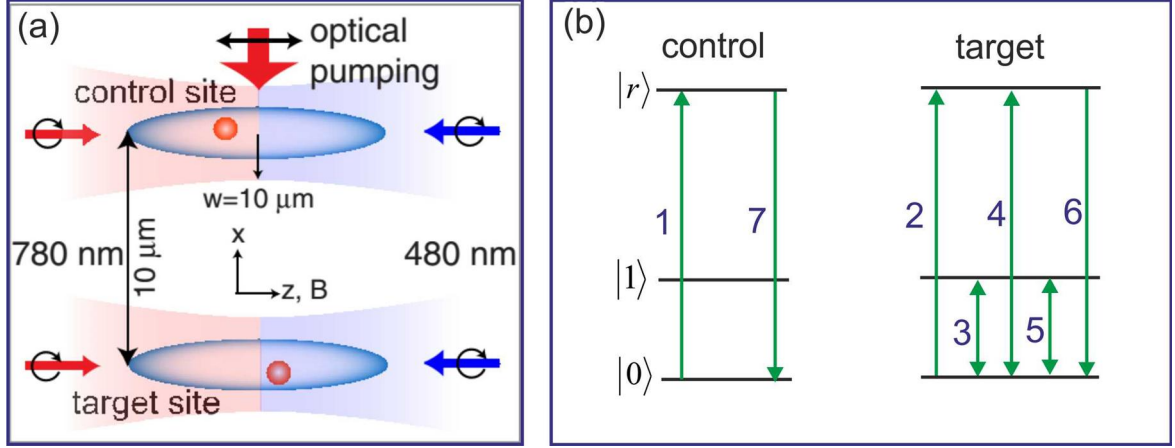 (a)
optical
pumping
control site
w=10 μm
780 nm
10 μm
x
z, B
480 nm
target site
(b)
control
target
|r⟩
|1⟩
|0⟩
1
7
2
4
6
3
5